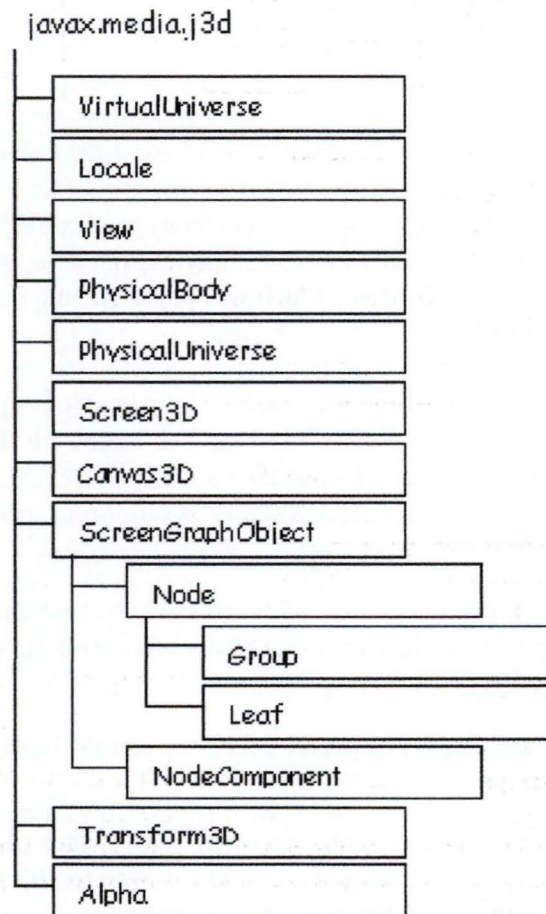 javax.media.j3d
VirtualUniverse
Locale
View
PhysicalBody
PhysicalUniverse
Screen3D
Canvas3D
ScreenGraphObject
Node
Group
Leaf
NodeComponent
Transform3D
Alpha